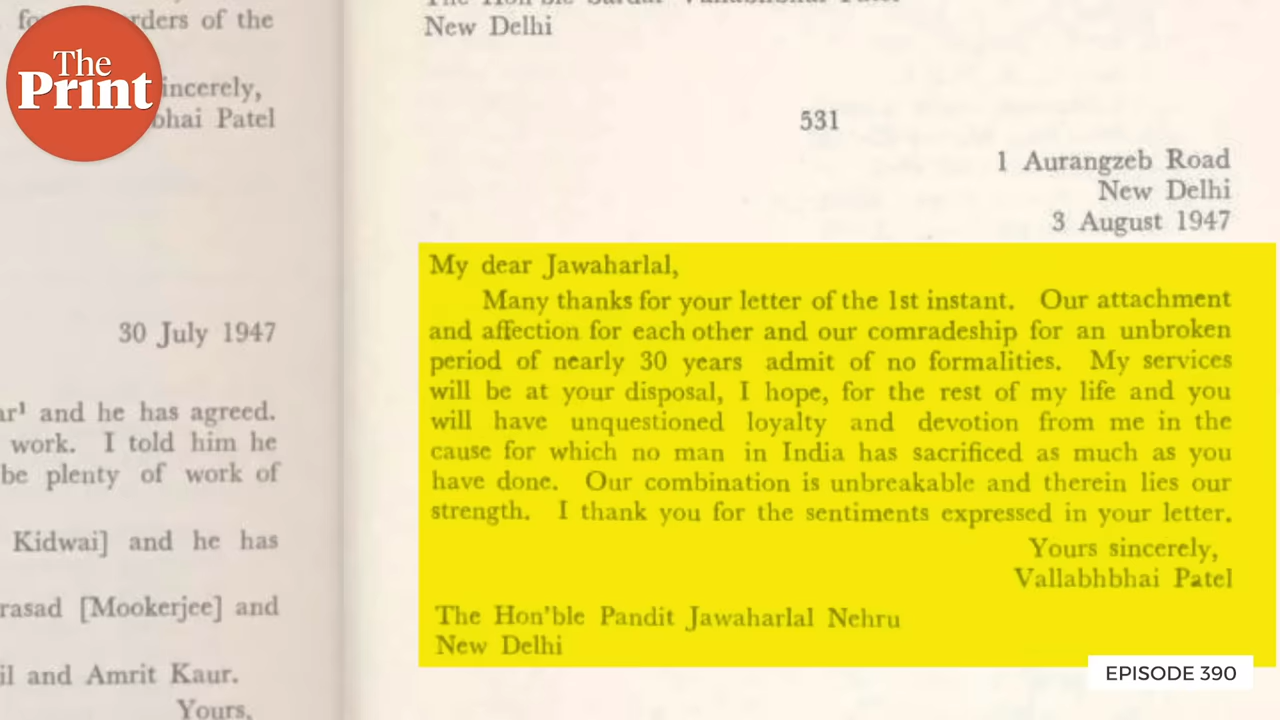 The
Print
rders of the
incerely,
bhai Patel
30 July 1947
and he has agreed.
work. I told him he
be plenty of work of
Kidwai] and he has
rasad [Mookerjee] and
il and Amrit Kaur.
Yours,
New Delhi
531
1 Aurangzeb Road
New Delhi
3 August 1947
My dear Jawaharlal,
Many thanks for your letter of the 1st instant. Our attachment
and affection for each other and our comradeship for an unbroken
period of nearly 30 years admit of no formalities. My services
will be at your disposal, I hope, for the rest of my life and you
will have unquestioned loyalty and devotion from me in the
cause for which no man in India has sacrificed as much as you
have done. Our combination is unbreakable and therein lies our
strength. I thank you for the sentiments expressed in your letter.
Yours sincerely,
Vallabhbhai Patel
The Hon'ble Pandit Jawaharlal Nehru
New Delhi
EPISODE 390